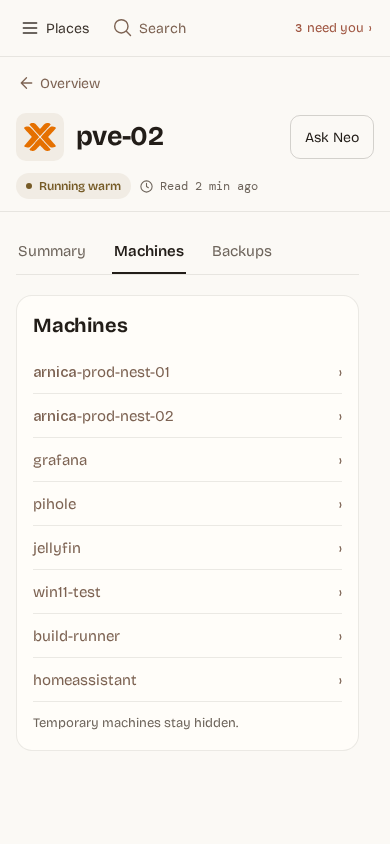 Places
Search
3 need you ›
Overview
pve-02
Ask Neo
Running warm
Read 2 min ago
Summary
Machines
Backups
Machines
arnica-prod-nest-01 ›
arnica-prod-nest-02 ›
grafana ›
pihole ›
jellyfin ›
win11-test ›
build-runner ›
homeassistant ›
Temporary machines stay hidden.